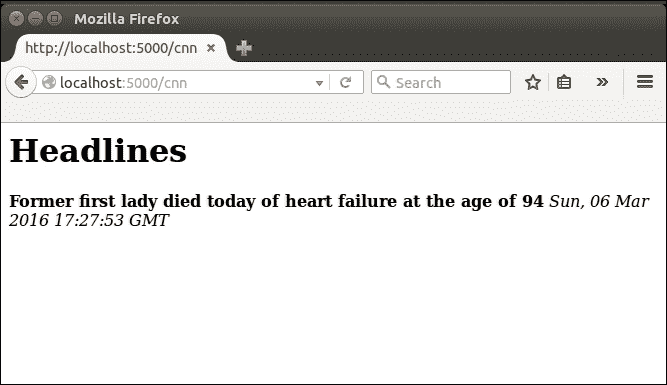 Mozilla Firefox
http://localhost:5000/cnn
localhost:5000/cnn
Search
Headlines
Former first lady died today of heart failure at the age of 94 Sun, 06 Mar
2016 17:27:53 GMT